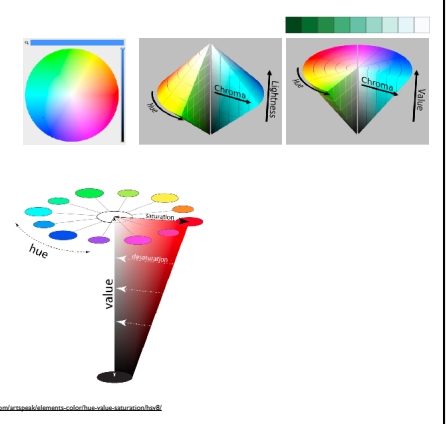 Hue
Chroma
Lightness
Hue
Chroma
Value
saturation
hue
value
om/artspeak/elements-color/hue-value-saturation/hsv8/